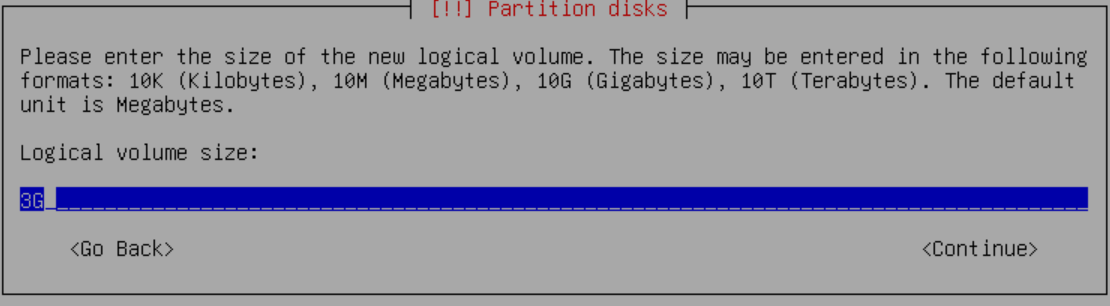 [!!] Partition disks
Please enter the size of the new logical volume. The size may be entered in the following
formats: 10K (Kilobytes), 10M (Megabytes), 10G (Gigabytes), 10T (Terabytes). The default
unit is Megabytes.
Logical volume size:
3G
<Go Back> <Continue>